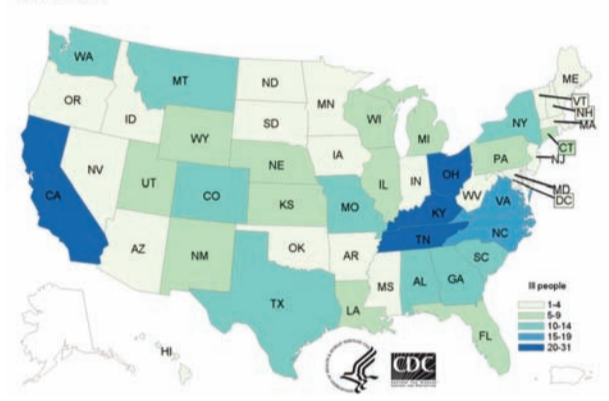 WA
MT
ND
MN
ME
VT
NH
MA
OR
ID
SD
WI
MI
NY
CT
WY
IA
PA
NJ
NE
NV
UT
CO
IL
IN
OH
WV
MD
DC
VA
CA
KS
MO
KY
NC
TN
AZ
NM
OK
AR
SC
MS
AL
GA
TX
LA
FL
HI
Ill people
1-4
5-9
10-14
15-19
20-31
CDC